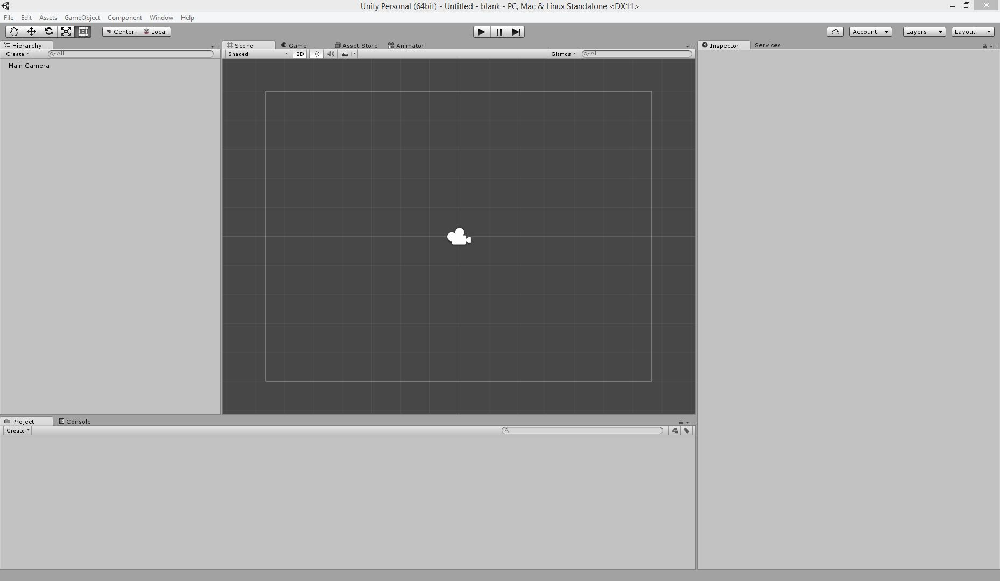 Unity Personal (64bit) - Untitled - blank - PC, Mac & Linux Standalone <DX11>
File Edit Assets GameObject Component Window Help
Center Local Account Layers Layout
Hierarchy Scene Game Asset Store Animator Inspector Services
Create All Shaded 2D Gizmos All
Main Camera
Project Console
Create